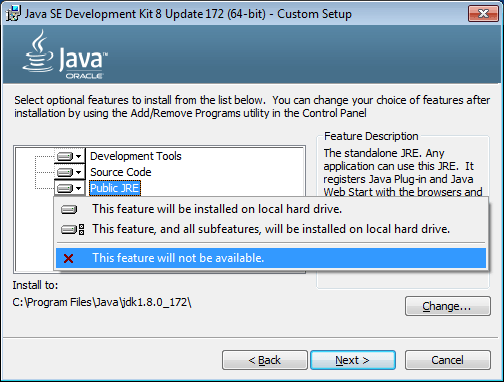 Java SE Development Kit 8 Update 172 (64-bit) - Custom Setup
Java™
ORACLE
Select optional features to install from the list below. You can change your choice of features after
installation by using the Add/Remove Programs utility in the Control Panel
Feature Description
Development Tools
Source Code
Public JRE
The standalone JRE. Any
application can use this JRE. It
registers Java Plug-in and Java
Web Start with the browsers and
This feature will be installed on local hard drive.
This feature, and all subfeatures, will be installed on local hard drive.
This feature will not be available.
Install to:
C:\Program Files\Java\jdk1.8.0_172\
Change...
< Back
Next >
Cancel